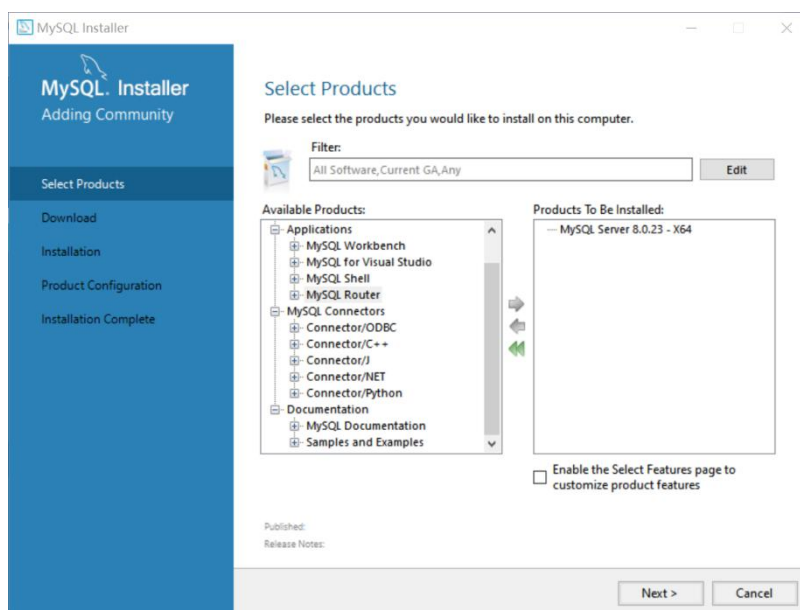 MySQL Installer
MySQL. Installer
Adding Community
Select Products
Download
Installation
Product Configuration
Installation Complete
Select Products
Please select the products you would like to install on this computer.
Filter:
All Software,Current GA,Any
Edit
Available Products:
Applications
MySQL Workbench
MySQL for Visual Studio
MySQL Shell
MySQL Router
MySQL Connectors
Connector/ODBC
Connector/C++
Connector/J
Connector/NET
Connector/Python
Documentation
MySQL Documentation
Samples and Examples
Products To Be Installed:
MySQL Server 8.0.23 - X64
Enable the Select Features page to
customize product features
Published:
Release Notes:
Next >
Cancel